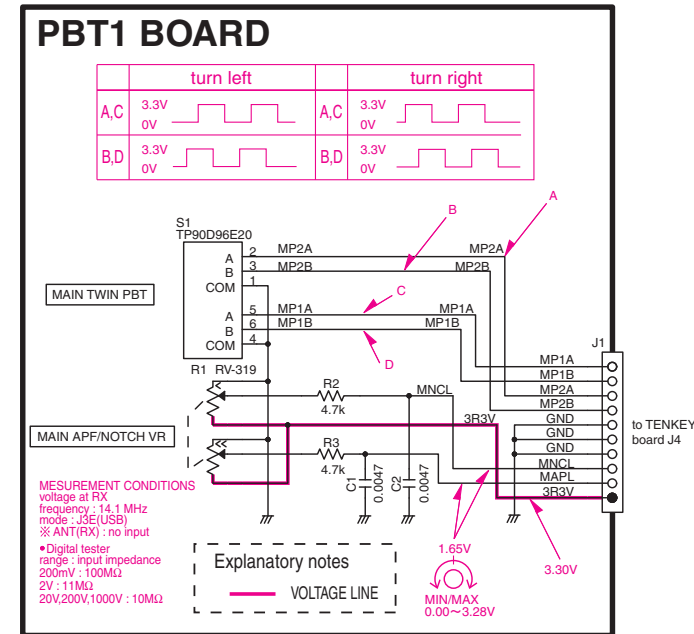 PBT1 BOARD
turn left
turn right
A,C
3.3V
0V
A,C
3.3V
0V
B,D
3.3V
0V
B,D
3.3V
0V
A
B
S1
TP90D96E20
A
2
MP2A
MP2A
B
3
MP2B
MP2B
COM
1
MAIN TWIN PBT
C
A
5
MP1A
MP1A
B
6
MP1B
MP1B
COM
4
D
J1
R1 RV-319
MP1A
MP1B
MP2A
MP2B
GND
GND
GND
MNCL
MAPL
3R3V
to TENKEY
board J4
R2
4.7k
MNCL
3R3V
MAIN APF/NOTCH VR
R3
4.7k
C1
0.0047
C2
0.0047
MESUREMENT CONDITIONS
voltage at RX
frequency : 14.1 MHz
mode : J3E(USB)
※ ANT(RX) : no input
●Digital tester
range : input impedance
200mV : 100MΩ
2V : 11MΩ
20V,200V,1000V : 10MΩ
Explanatory notes
VOLTAGE LINE
1.65V
MIN/MAX
0.00～3.28V
3.30V